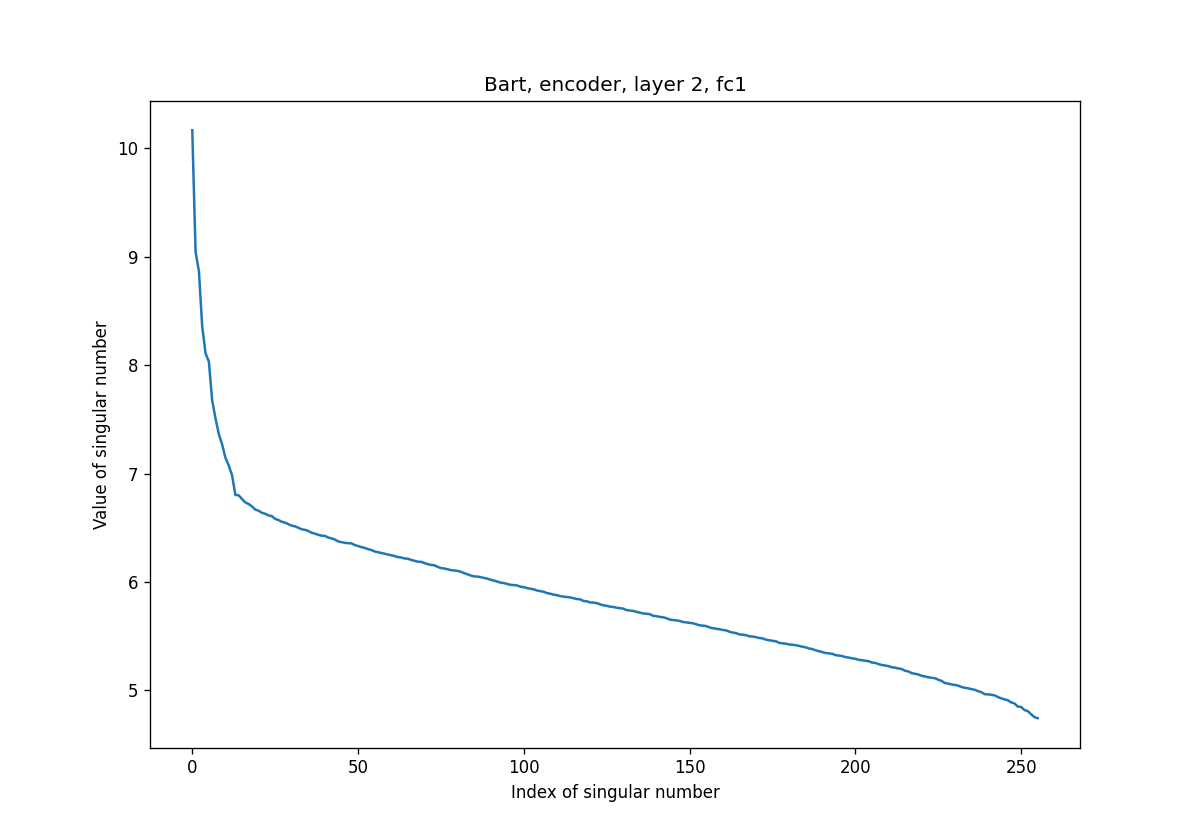 Bart, encoder, layer 2, fc1
10
9
8
7
6
5
Value of singular number
0 50 100 150 200 250
Index of singular number